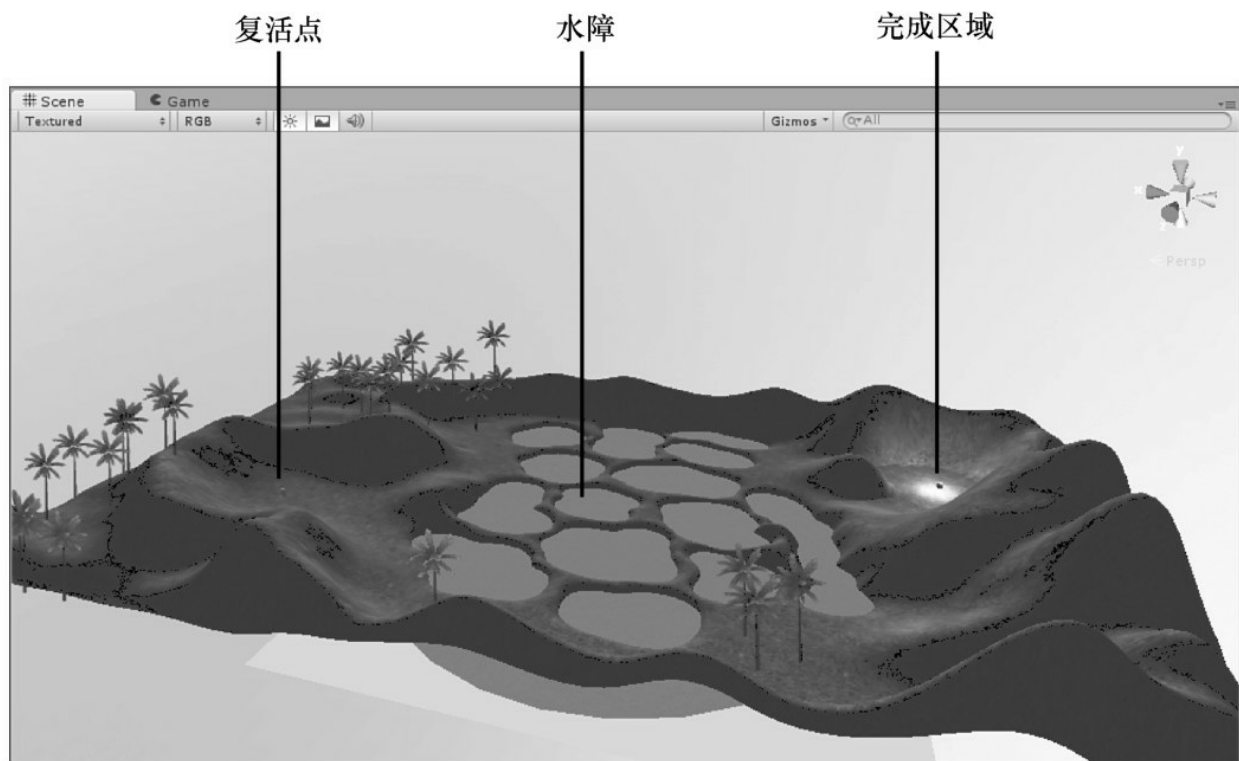 复活点 水障 完成区域
Scene Game
Textured RGB Gizmos All
y
x
z
Persp